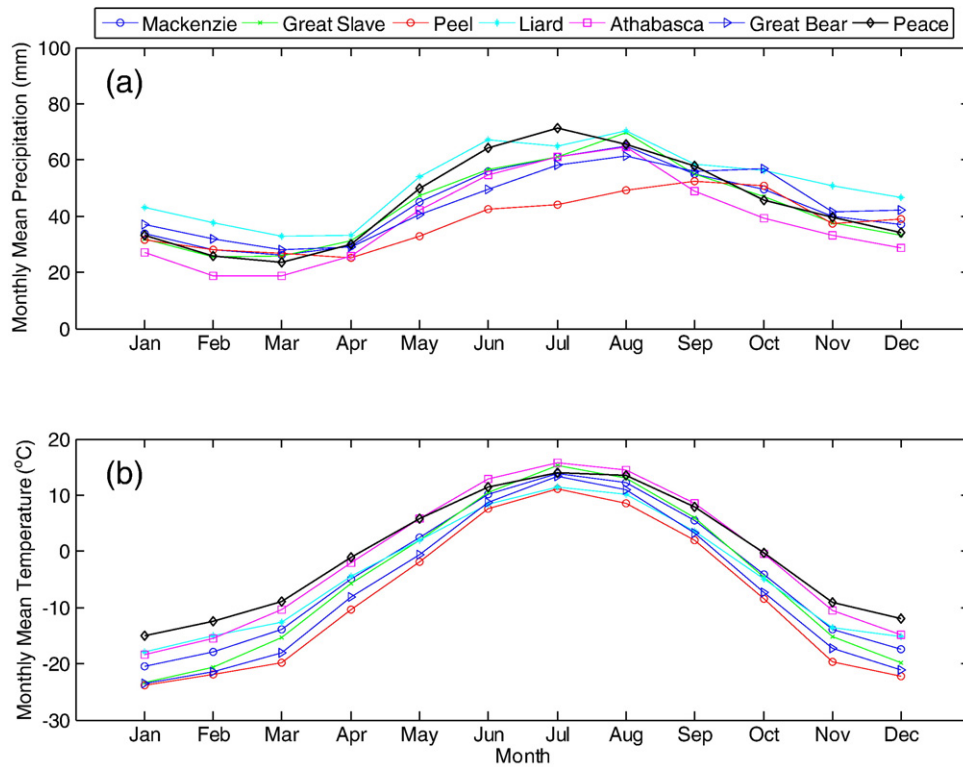 Mackenzie Great Slave Peel Liard Athabasca Great Bear Peace
(a)
Monthly Mean Precipitation (mm)
100
80
60
40
20
0
Jan Feb Mar Apr May Jun Jul Aug Sep Oct Nov Dec
(b)
Monthly Mean Temperature (°C)
20
10
0
-10
-20
-30
Jan Feb Mar Apr May Jun Jul Aug Sep Oct Nov Dec
Month